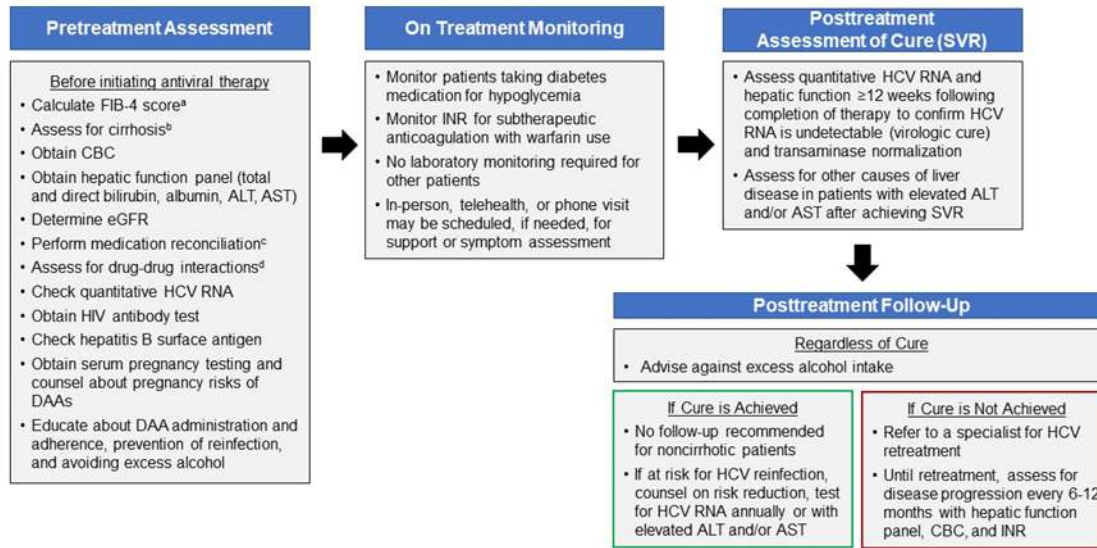 Pretreatment Assessment
Before initiating antiviral therapy
• Calculate FIB-4 scoreᵃ
• Assess for cirrhosisᵇ
• Obtain CBC
• Obtain hepatic function panel (total
and direct bilirubin, albumin, ALT, AST)
• Determine eGFR
• Perform medication reconciliationᶜ
• Assess for drug-drug interactionsᵈ
• Check quantitative HCV RNA
• Obtain HIV antibody test
• Check hepatitis B surface antigen
• Obtain serum pregnancy testing and
counsel about pregnancy risks of
DAAs
• Educate about DAA administration and
adherence, prevention of reinfection,
and avoiding excess alcohol
On Treatment Monitoring
• Monitor patients taking diabetes
medication for hypoglycemia
• Monitor INR for subtherapeutic
anticoagulation with warfarin use
• No laboratory monitoring required for
other patients
• In-person, telehealth, or phone visit
may be scheduled, if needed, for
support or symptom assessment
Posttreatment
Assessment of Cure (SVR)
• Assess quantitative HCV RNA and
hepatic function ≥12 weeks following
completion of therapy to confirm HCV
RNA is undetectable (virologic cure)
and transaminase normalization
• Assess for other causes of liver
disease in patients with elevated ALT
and/or AST after achieving SVR
Posttreatment Follow-Up
Regardless of Cure
• Advise against excess alcohol intake
If Cure is Achieved
• No follow-up recommended
for noncirrhotic patients
• If at risk for HCV reinfection,
counsel on risk reduction, test
for HCV RNA annually or with
elevated ALT and/or AST
If Cure is Not Achieved
• Refer to a specialist for HCV
retreatment
• Until retreatment, assess for
disease progression every 6-12
months with hepatic function
panel, CBC, and INR